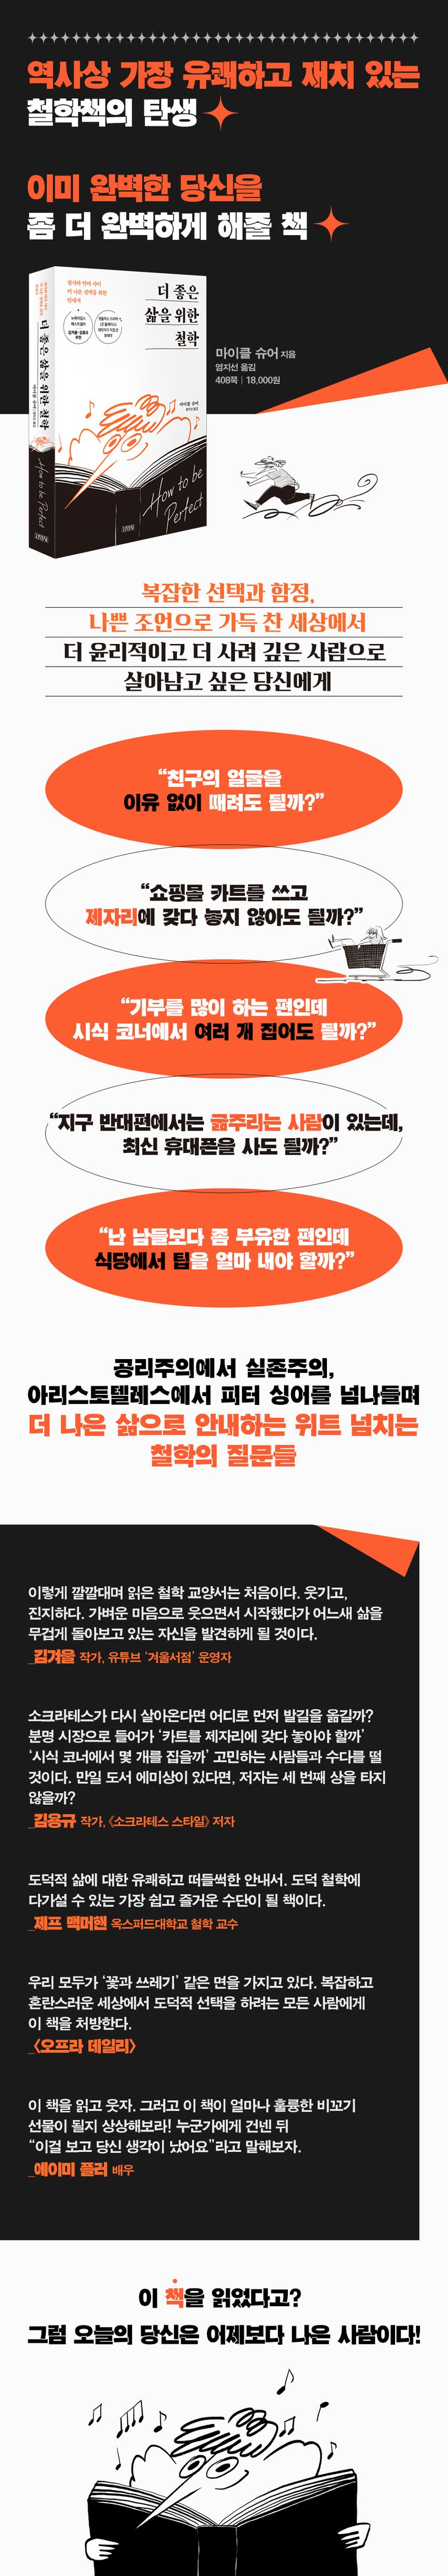 역사상 가장 유쾌하고 재치 있는
철학책의 탄생
이미 완벽한 당신을
좀 더 완벽하게 해줄 책
철학과 딱히 사이
더 좋은
삶을 위한
철학
더 좋은 삶을 위한 철학
마이클 슈어
How to be
Perfect
How to be Perfect
김영사
마이클 슈어 지음
염지선 옮김
408쪽 | 18,000원
복잡한 선택과 함정,
나쁜 조언으로 가득 찬 세상에서
더 윤리적이고 더 사려 깊은 사람으로
살아남고 싶은 당신에게
“친구의 얼굴을
이유 없이 때려도 될까?”
“쇼핑몰 카트를 쓰고
제자리에 갖다 놓지 않아도 될까?”
“기부를 많이 하는 편인데
시식 코너에서 여러 개 집어도 될까?”
“지구 반대편에서는 굶주리는 사람이 있는데,
최신 휴대폰을 사도 될까?”
“난 남들보다 좀 부유한 편인데
식당에서 팁을 얼마 내야 할까?”
공리주의에서 실존주의,
아리스토텔레스에서 피터 싱어를 넘나들며
더 나은 삶으로 안내하는 위트 넘치는
철학의 질문들
이렇게 깔깔대며 읽은 철학 교양서는 처음이다. 웃기고,
진지하다. 가벼운 마음으로 웃으면서 시작했다가 어느새 삶을
무겁게 돌아보고 있는 자신을 발견하게 될 것이다.
_김겨울 작가, 유튜브 ‘겨울서점’ 운영자
소크라테스가 다시 살아온다면 어디로 먼저 발길을 옮길까?
분명 시장으로 들어가 ‘카트를 제자리에 갖다 놓아야 할까’
‘시식 코너에서 몇 개를 집을까’ 고민하는 사람들과 수다를 떨
것이다. 만일 도서 에미상이 있다면, 저자는 세 번째 상을 타지
않을까?
_김용규 작가, 《소크라테스 스타일》 저자
도덕적 삶에 대한 유쾌하고 떠들썩한 안내서. 도덕 철학에
다가설 수 있는 가장 쉽고 즐거운 수단이 될 책이다.
_제프 맥머핸 옥스퍼드대학교 철학 교수
우리 모두가 ‘꽃과 쓰레기’ 같은 면을 가지고 있다. 복잡하고
혼란스러운 세상에서 도덕적 선택을 하려는 모든 사람에게
이 책을 처방한다.
_〈오프라 데일리〉
이 책을 읽고 웃자. 그러고 이 책이 얼마나 훌륭한 비꼬기
선물이 될지 상상해보라! 누군가에게 건넨 뒤
“이걸 보고 당신 생각이 났어요”라고 말해보자.
_에이미 폴러 배우
이 책을 읽었다고?
그럼 오늘의 당신은 어제보다 나은 사람이다!